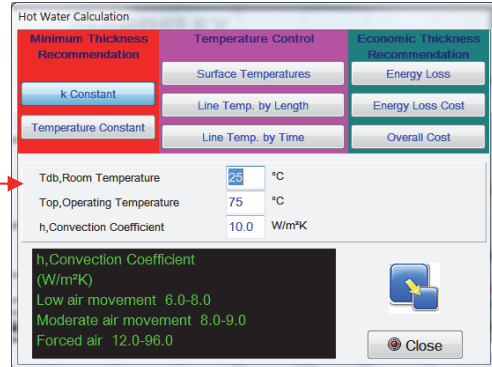 Hot Water Calculation
Minimum Thickness
Recommendation
k Constant
Temperature Constant
Temperature Control
Surface Temperatures
Line Temp. by Length
Line Temp. by Time
Economic Thickness
Recommendation
Energy Loss
Energy Loss Cost
Overall Cost
Tdb,Room Temperature 25 °C
Top,Operating Temperature 75 °C
h,Convection Coefficient 10.0 W/m²K
h,Convection Coefficient
(W/m²K)
Low air movement 6.0-8.0
Moderate air movement 8.0-9.0
Forced air 12.0-96.0
Close